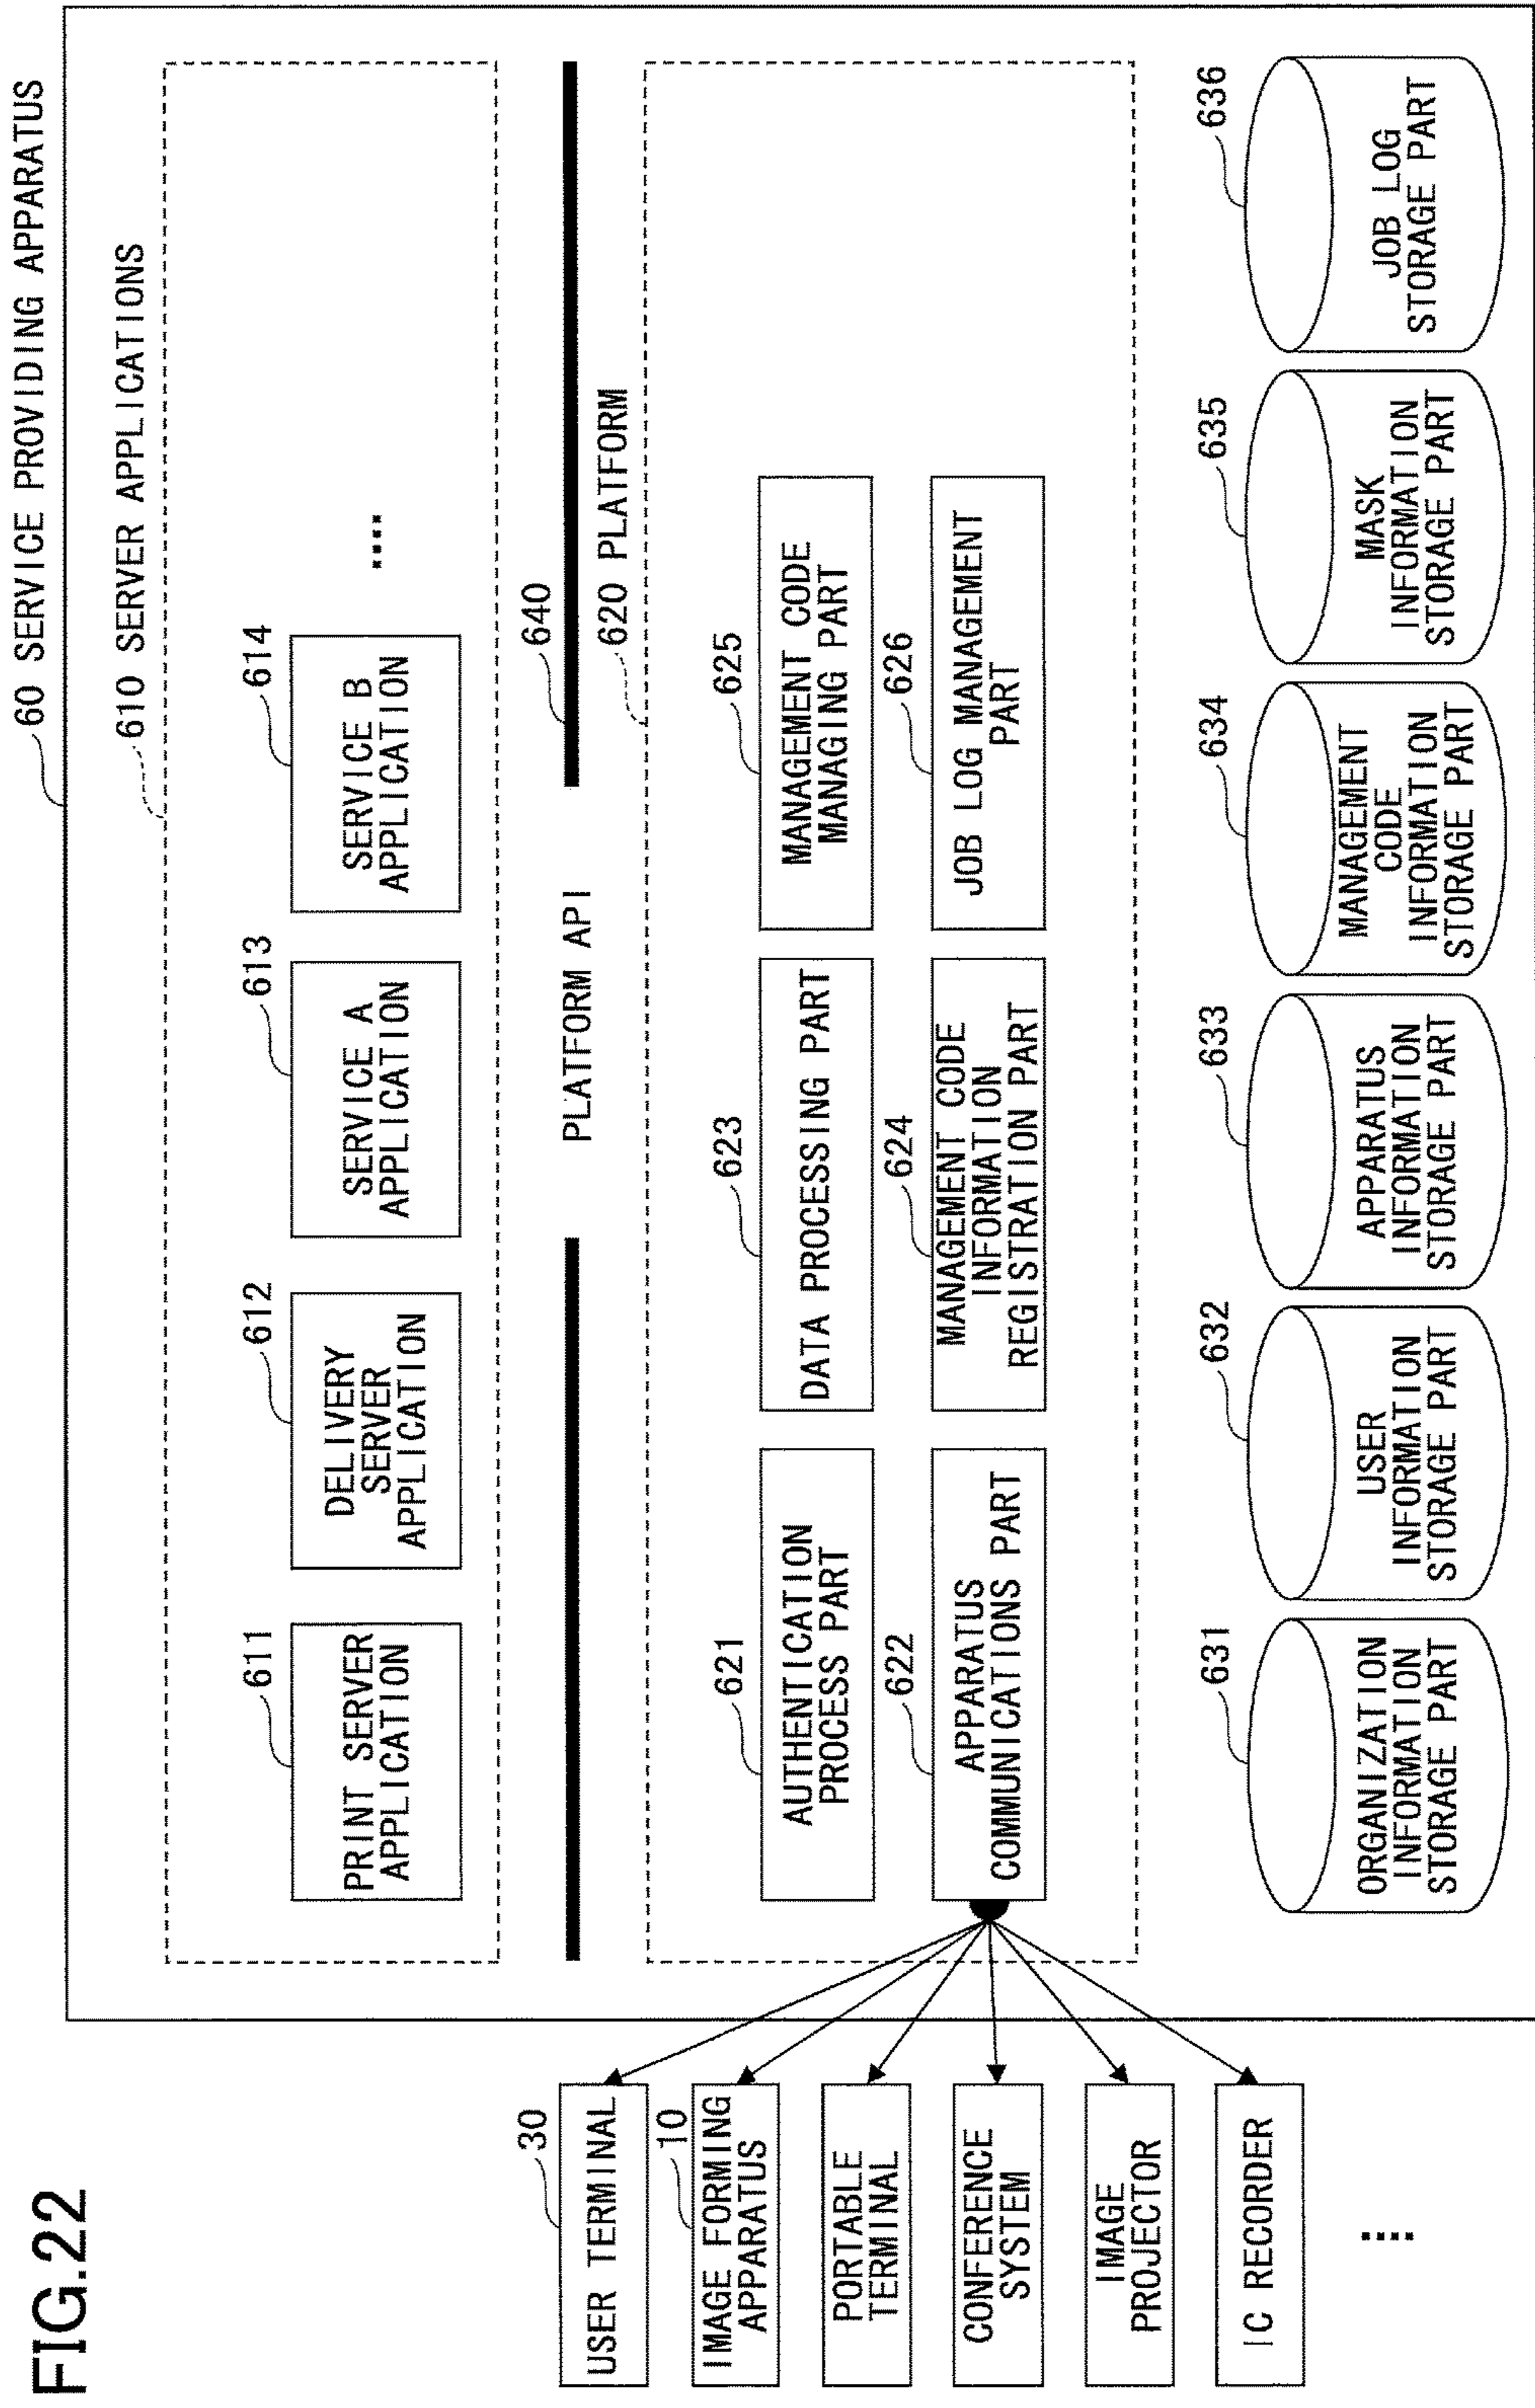 FIG.22
60 SERVICE PROVIDING APPARATUS
610 SERVER APPLICATIONS
611
PRINT SERVER
APPLICATION
612
DELIVERY
SERVER
APPLICATION
613
SERVICE A
APPLICATION
614
SERVICE B
APPLICATION
....
PLATFORM API
640
620 PLATFORM
621
AUTHENTICATION
PROCESS PART
623
DATA PROCESSING PART
625
MANAGEMENT CODE
MANAGING PART
622
APPARATUS
COMMUNICATIONS PART
624
MANAGEMENT CODE
INFORMATION
REGISTRATION PART
626
JOB LOG MANAGEMENT
PART
631
ORGANIZATION
INFORMATION
STORAGE PART
632
USER
INFORMATION
STORAGE PART
633
APPARATUS
INFORMATION
STORAGE PART
634
MANAGEMENT
CODE
INFORMATION
STORAGE PART
635
MASK
INFORMATION
STORAGE PART
636
JOB LOG
STORAGE PART
30
USER TERMINAL
10
IMAGE FORMING
APPARATUS
PORTABLE
TERMINAL
CONFERENCE
SYSTEM
IMAGE
PROJECTOR
IC RECORDER
....